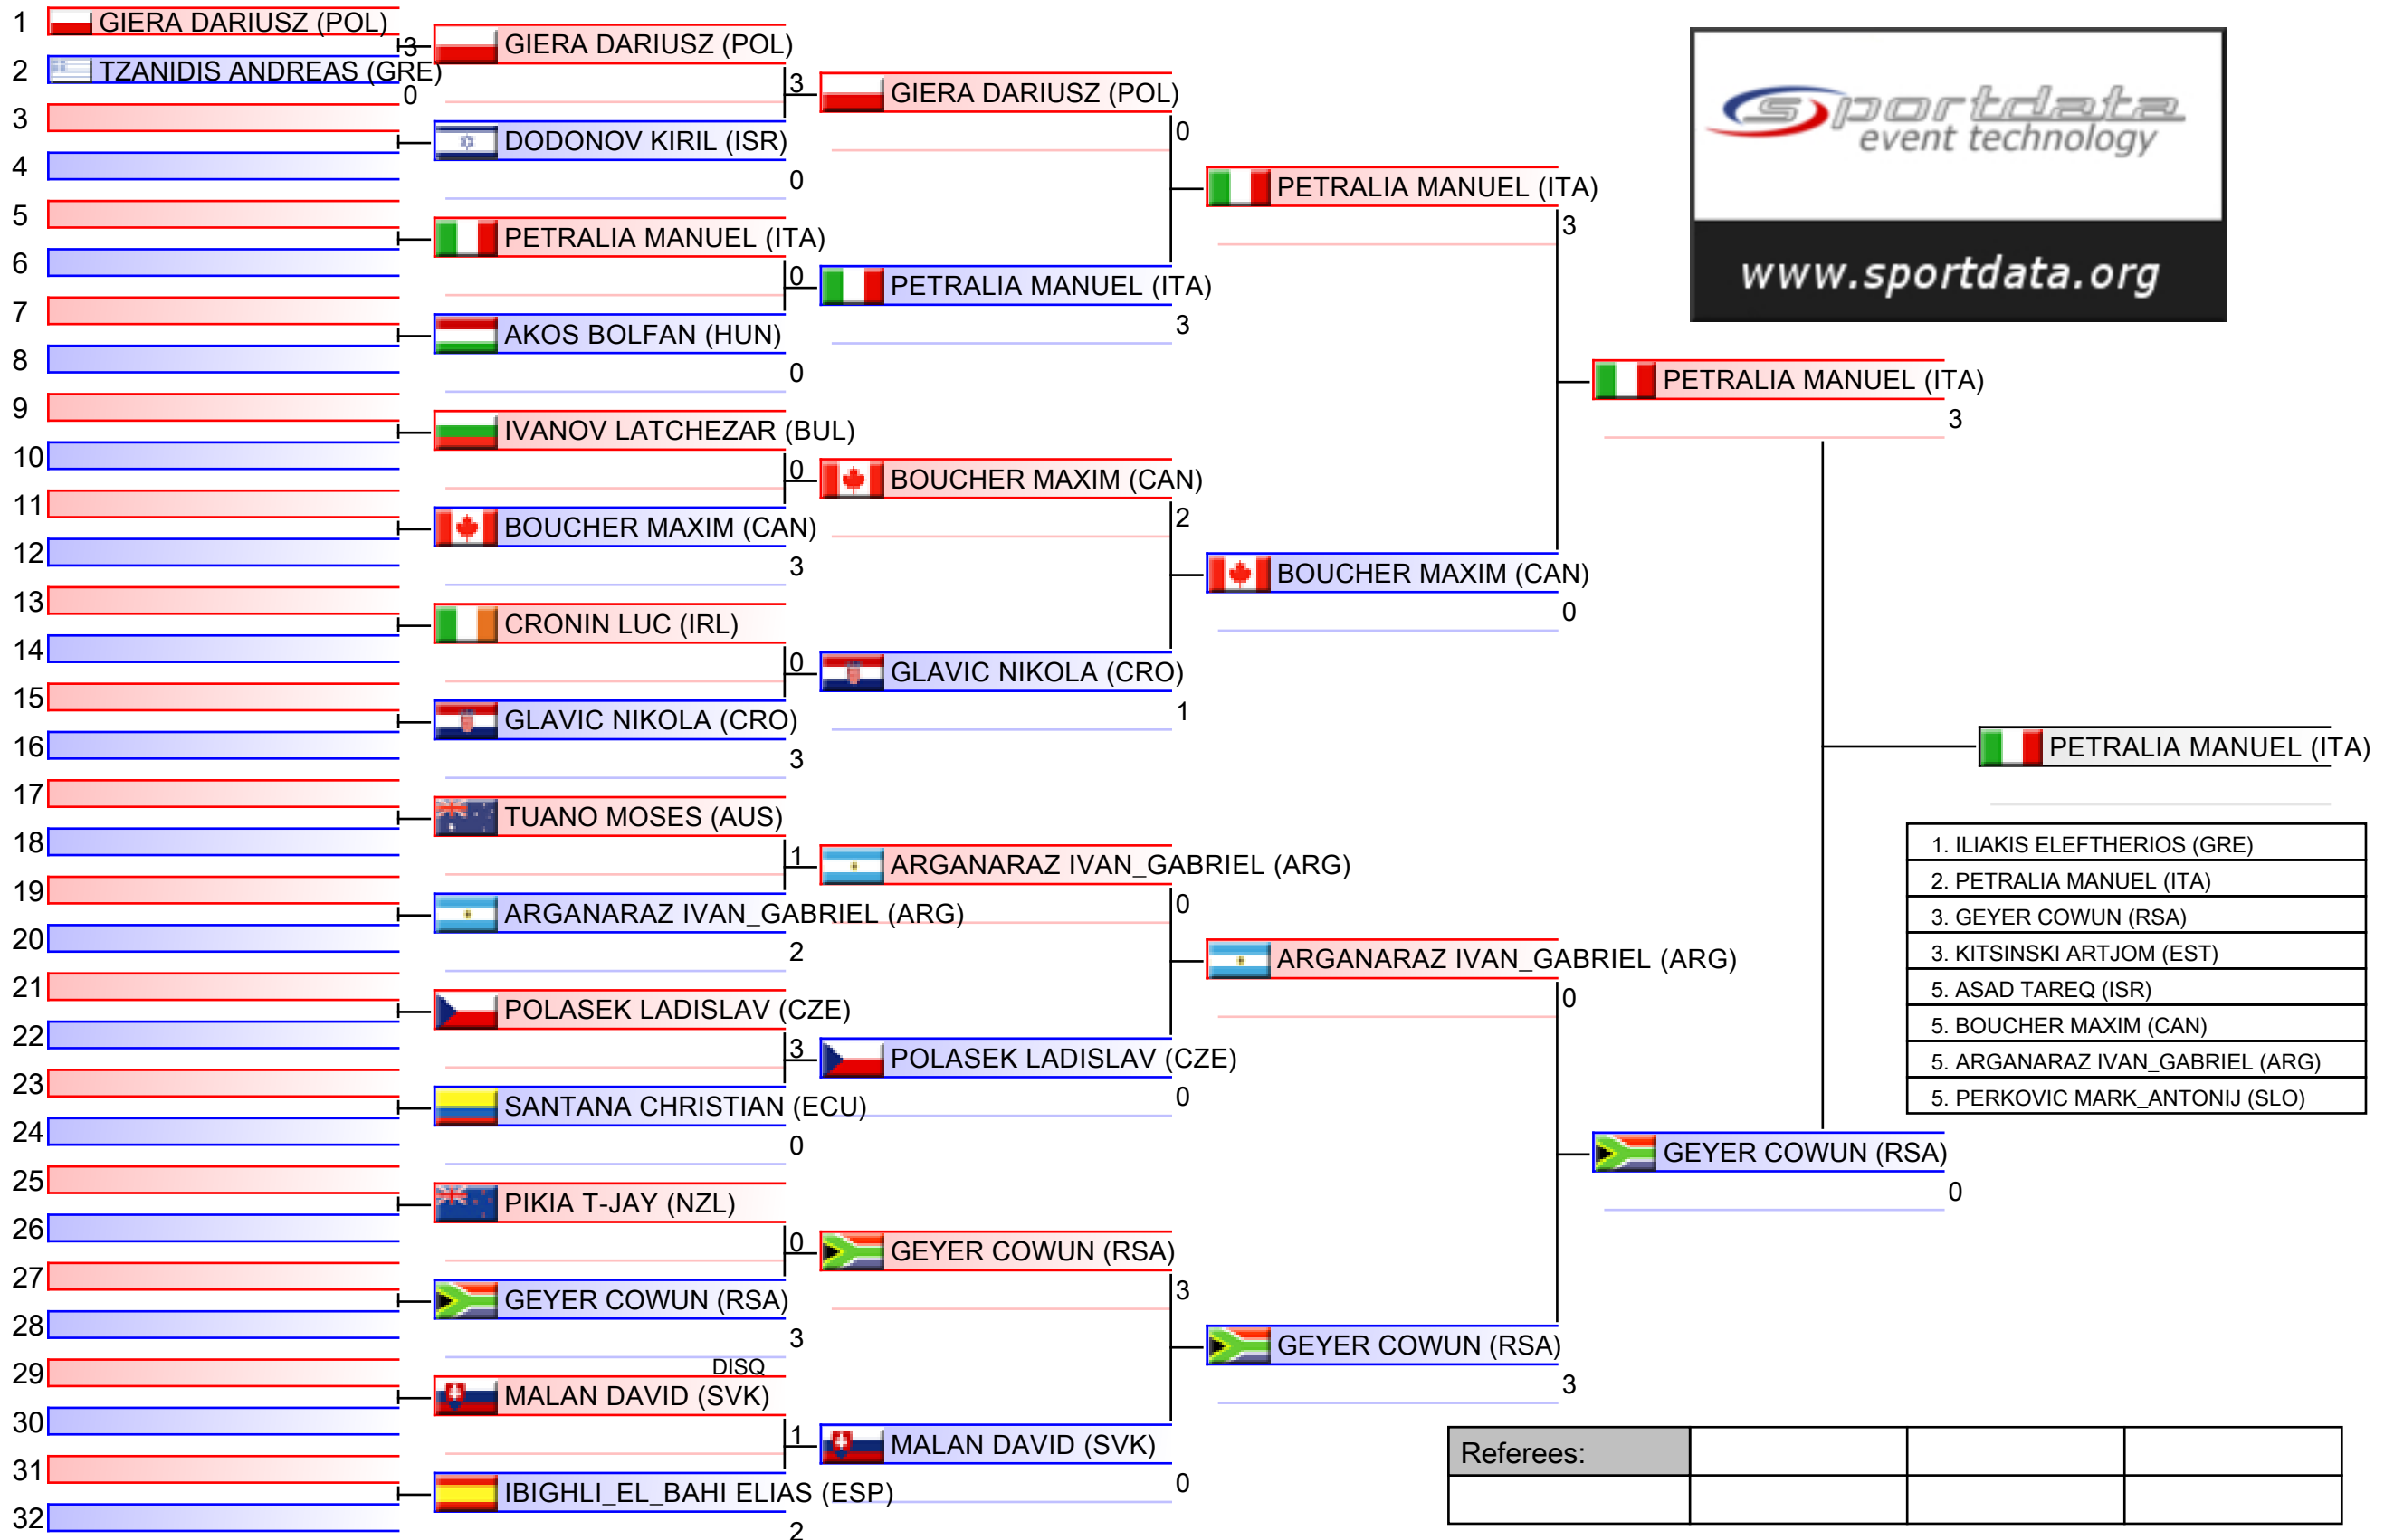 1 GIERA DARIUSZ (POL)
3
2 TZANIDIS ANDREAS (GRE)
0
3
4
5
6
7
8
9
10
11
12
13
14
15
16
17
18
19
20
21
22
23
24
25
26
27
28
29
30
31
32
GIERA DARIUSZ (POL)
3
DODONOV KIRIL (ISR)
0
PETRALIA MANUEL (ITA)
0
AKOS BOLFAN (HUN)
0
IVANOV LATCHEZAR (BUL)
0
BOUCHER MAXIM (CAN)
3
CRONIN LUC (IRL)
0
GLAVIC NIKOLA (CRO)
3
TUANO MOSES (AUS)
1
ARGANARAZ IVAN_GABRIEL (ARG)
2
POLASEK LADISLAV (CZE)
3
SANTANA CHRISTIAN (ECU)
0
PIKIA T-JAY (NZL)
0
GEYER COWUN (RSA)
3
DISQ
MALAN DAVID (SVK)
1
IBIGHLI_EL_BAHI ELIAS (ESP)
2
GIERA DARIUSZ (POL)
0
PETRALIA MANUEL (ITA)
3
BOUCHER MAXIM (CAN)
2
GLAVIC NIKOLA (CRO)
1
ARGANARAZ IVAN_GABRIEL (ARG)
0
POLASEK LADISLAV (CZE)
0
GEYER COWUN (RSA)
3
MALAN DAVID (SVK)
0
PETRALIA MANUEL (ITA)
3
BOUCHER MAXIM (CAN)
0
ARGANARAZ IVAN_GABRIEL (ARG)
0
GEYER COWUN (RSA)
3
PETRALIA MANUEL (ITA)
3
GEYER COWUN (RSA)
0
PETRALIA MANUEL (ITA)
sportdata
event technology
www.sportdata.org
1. ILIAKIS ELEFTHERIOS (GRE)
2. PETRALIA MANUEL (ITA)
3. GEYER COWUN (RSA)
3. KITSINSKI ARTJOM (EST)
5. ASAD TAREQ (ISR)
5. BOUCHER MAXIM (CAN)
5. ARGANARAZ IVAN_GABRIEL (ARG)
5. PERKOVIC MARK_ANTONIJ (SLO)
Referees: